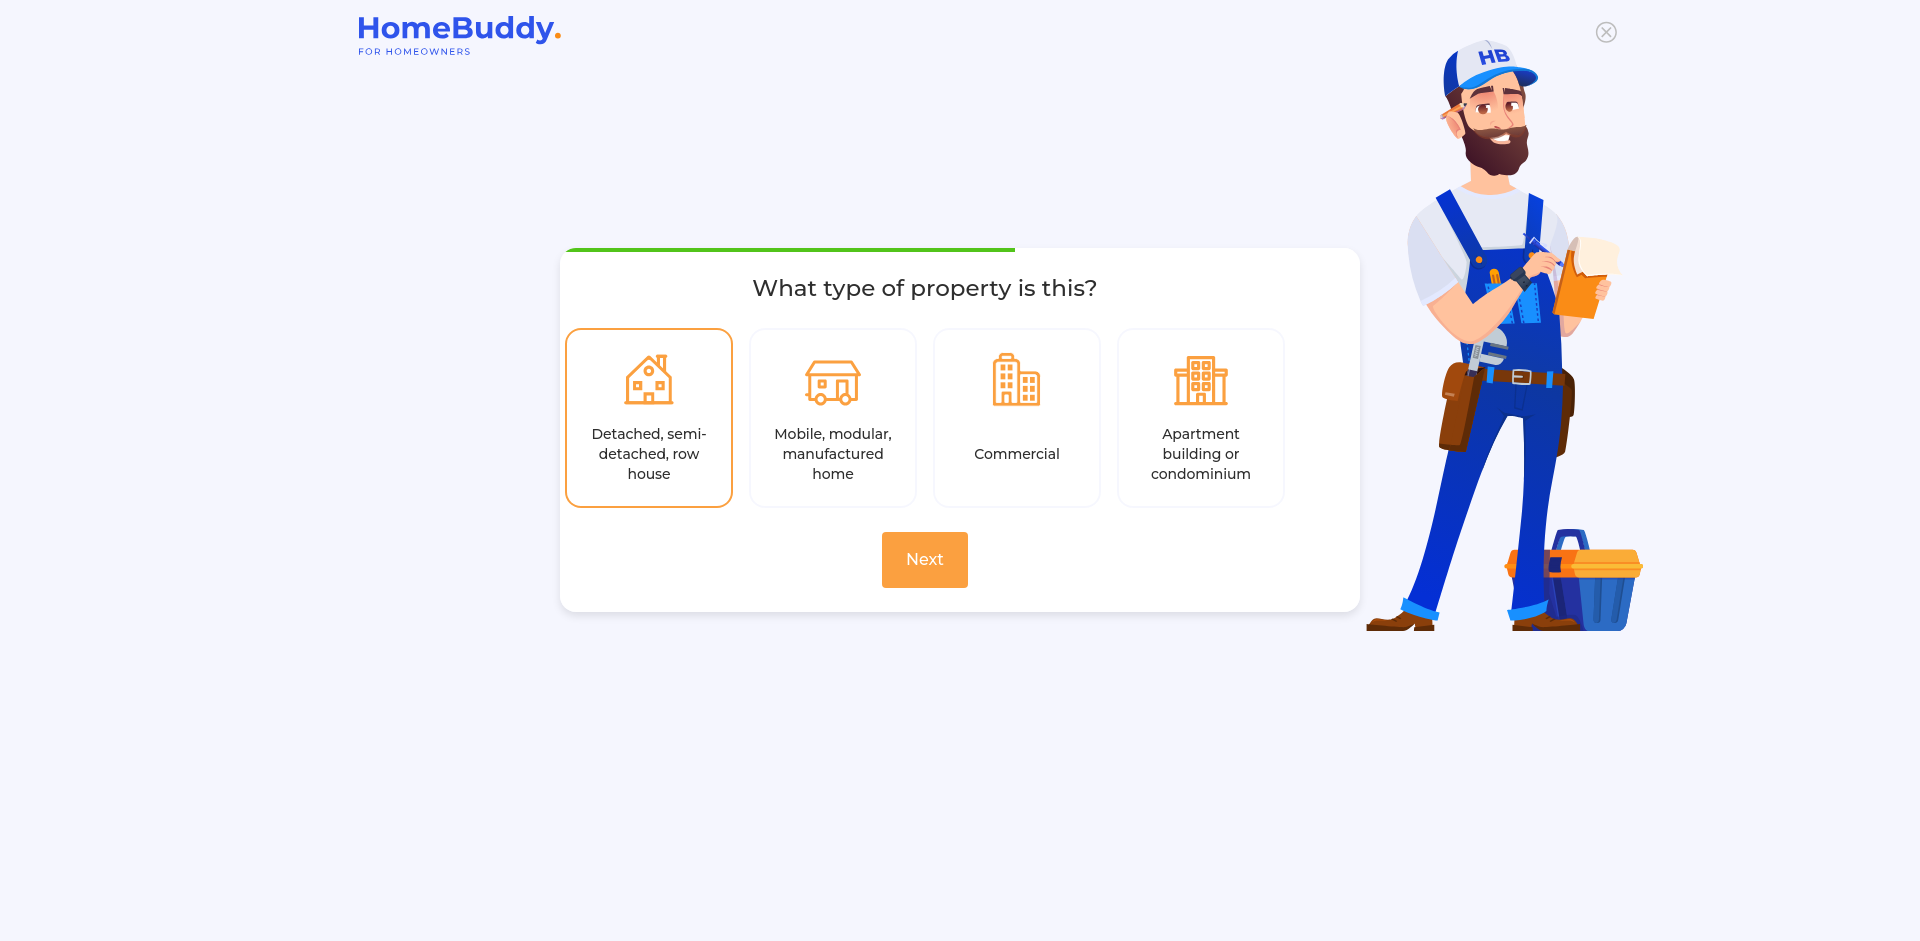 HomeBuddy.
FOR HOMEOWNERS
HB
What type of property is this?
Detached, semi-
detached, row
house
Mobile, modular,
manufactured
home
Commercial
Apartment
building or
condominium
Next